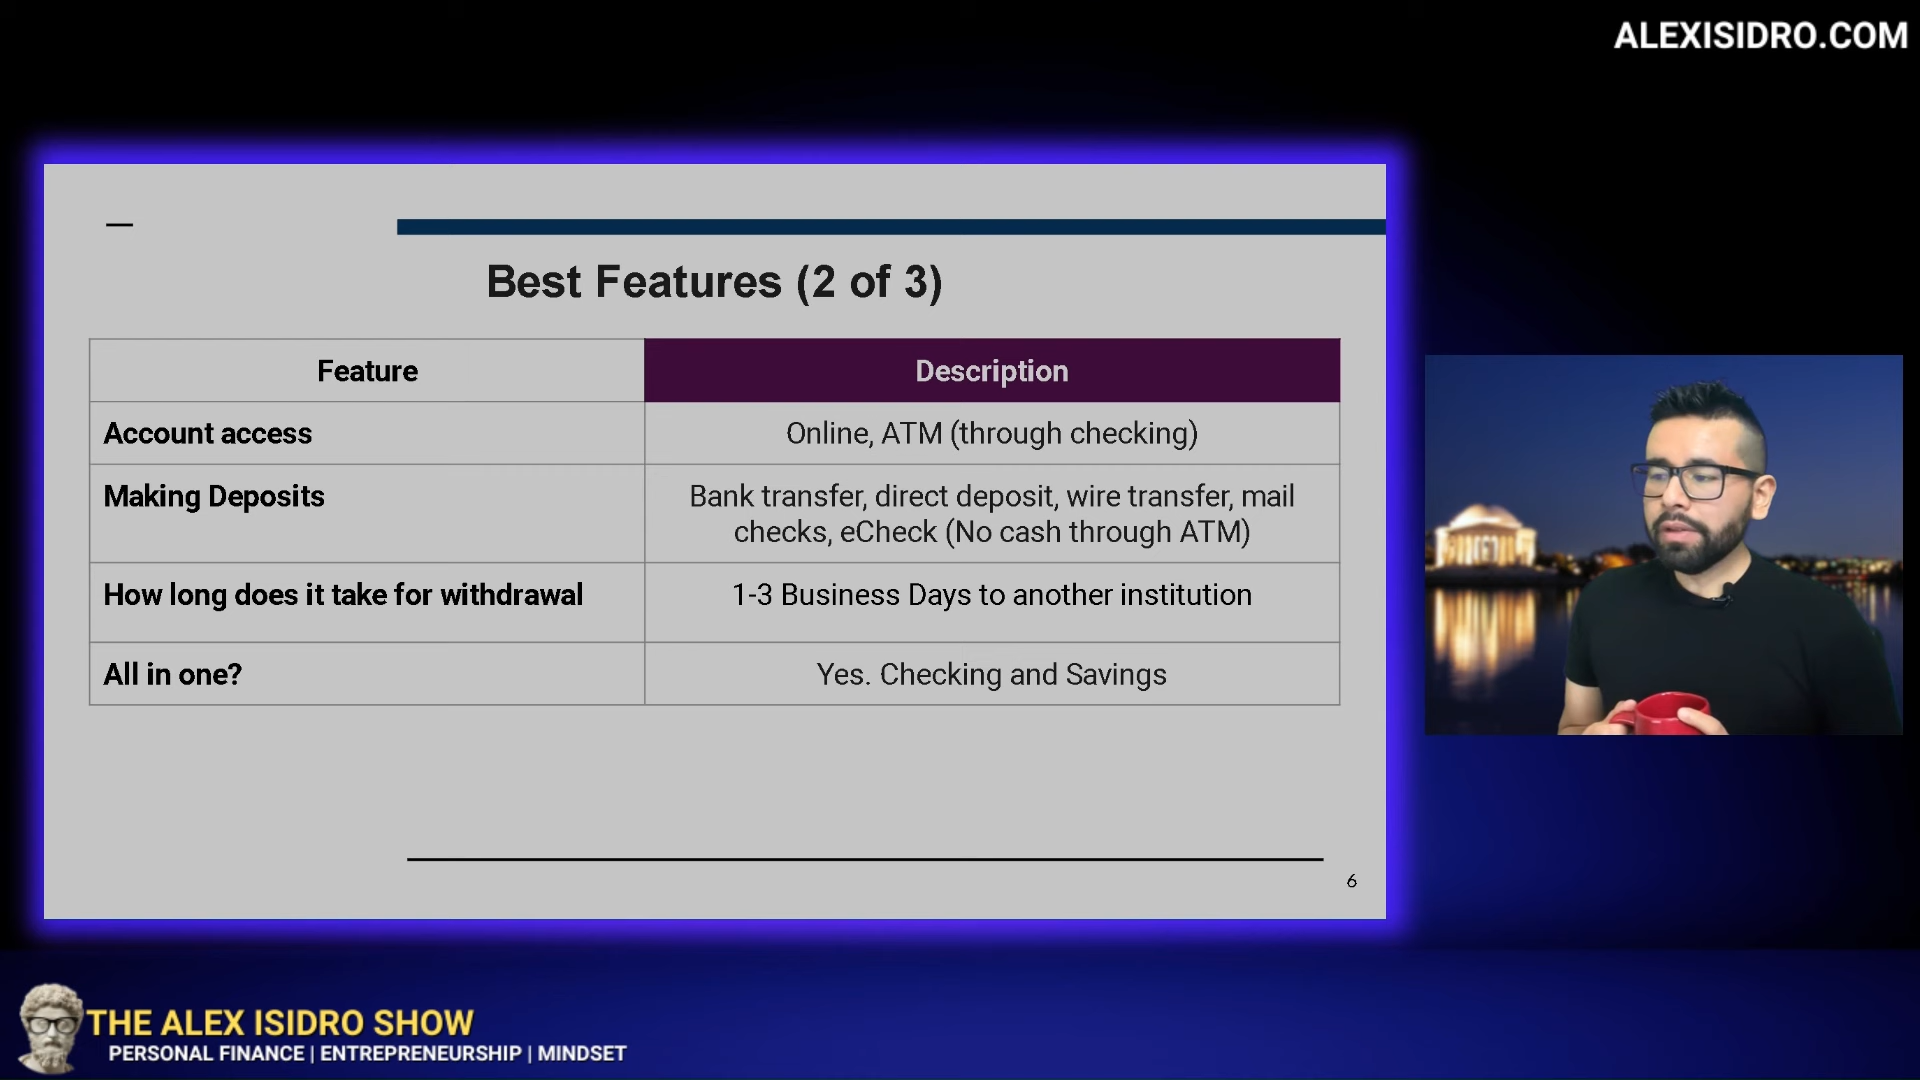 ALEXISIDRO.COM
Best Features (2 of 3)
Feature
Description
Account access
Online, ATM (through checking)
Making Deposits
Bank transfer, direct deposit, wire transfer, mail
checks, eCheck (No cash through ATM)
How long does it take for withdrawal
1-3 Business Days to another institution
All in one?
Yes. Checking and Savings
6
THE ALEX ISIDRO SHOW
PERSONAL FINANCE | ENTREPRENEURSHIP | MINDSET